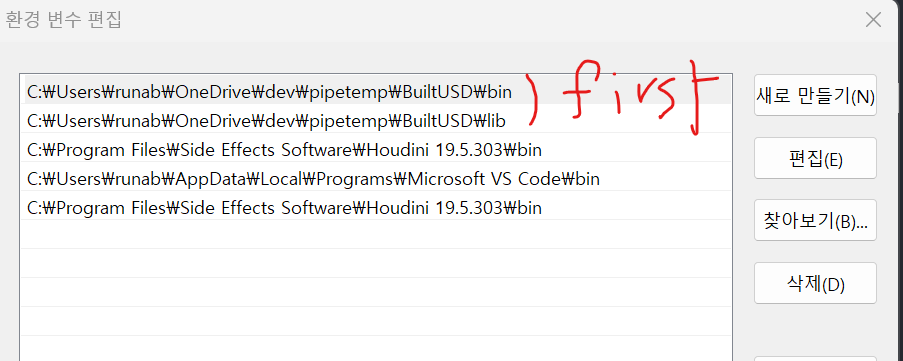 환경 변수 편집
C:₩Users₩runab₩OneDrive₩dev₩pipetemp₩BuiltUSD₩bin
) first
C:₩Users₩runab₩OneDrive₩dev₩pipetemp₩BuiltUSD₩lib
C:₩Program Files₩Side Effects Software₩Houdini 19.5.303₩bin
C:₩Users₩runab₩AppData₩Local₩Programs₩Microsoft VS Code₩bin
C:₩Program Files₩Side Effects Software₩Houdini 19.5.303₩bin
새로 만들기(N)
편집(E)
찾아보기(B)...
삭제(D)